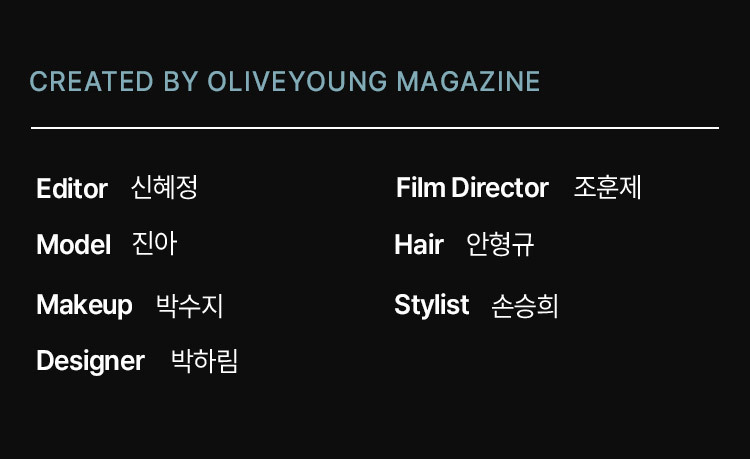 CREATED BY OLIVEYOUNG MAGAZINE
Editor 신혜정 Film Director 조훈제
Model 진아 Hair 안형규
Makeup 박수지 Stylist 손승희
Designer 박하림